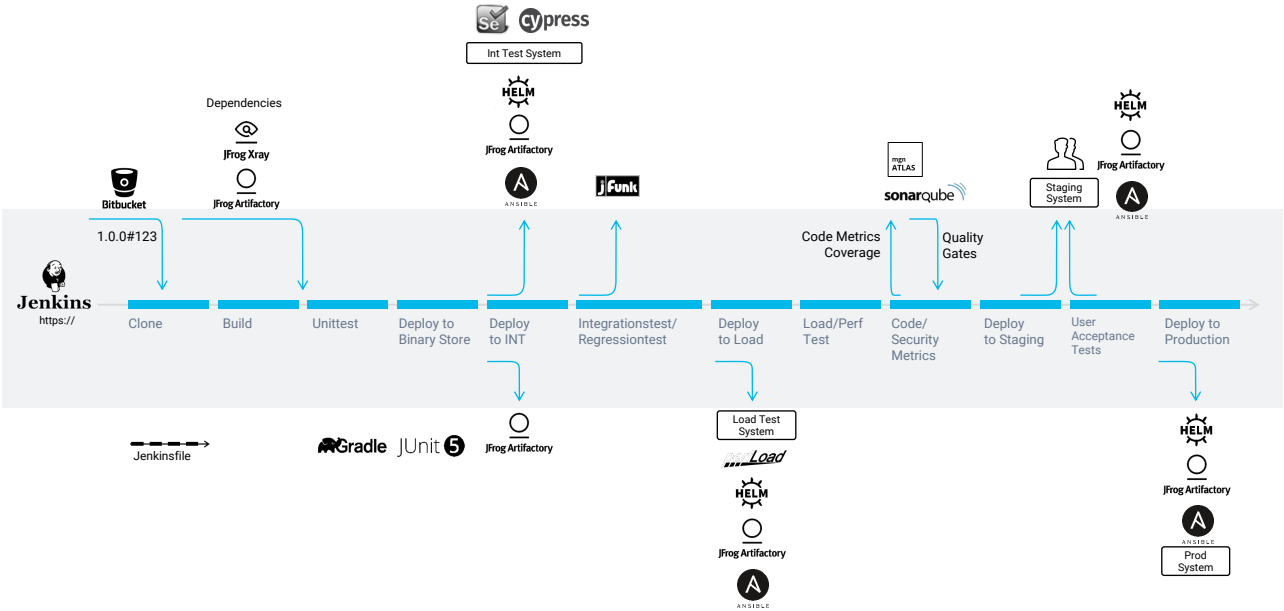 Se cypress
Int Test System
HELM
JFrog Artifactory
ANSIBLE
Dependencies
JFrog Xray
JFrog Artifactory
Bitbucket
jFunk
mgn
ATLAS
sonarqube
Staging
System
HELM
JFrog Artifactory
ANSIBLE
1.0.0#123
Code Metrics
Coverage
Quality
Gates
Jenkins
https://
Clone
Build
Unittest
Deploy to
Binary Store
Deploy
to INT
Integrationstest/
Regressiontest
Deploy
to Load
Load/Perf
Test
Code/
Security
Metrics
Deploy
to Staging
User
Acceptance
Tests
Deploy to
Production
Jenkinsfile
Gradle
JUnit 5
JFrog Artifactory
Load Test
System
Load
HELM
JFrog Artifactory
ANSIBLE
HELM
JFrog Artifactory
ANSIBLE
Prod
System